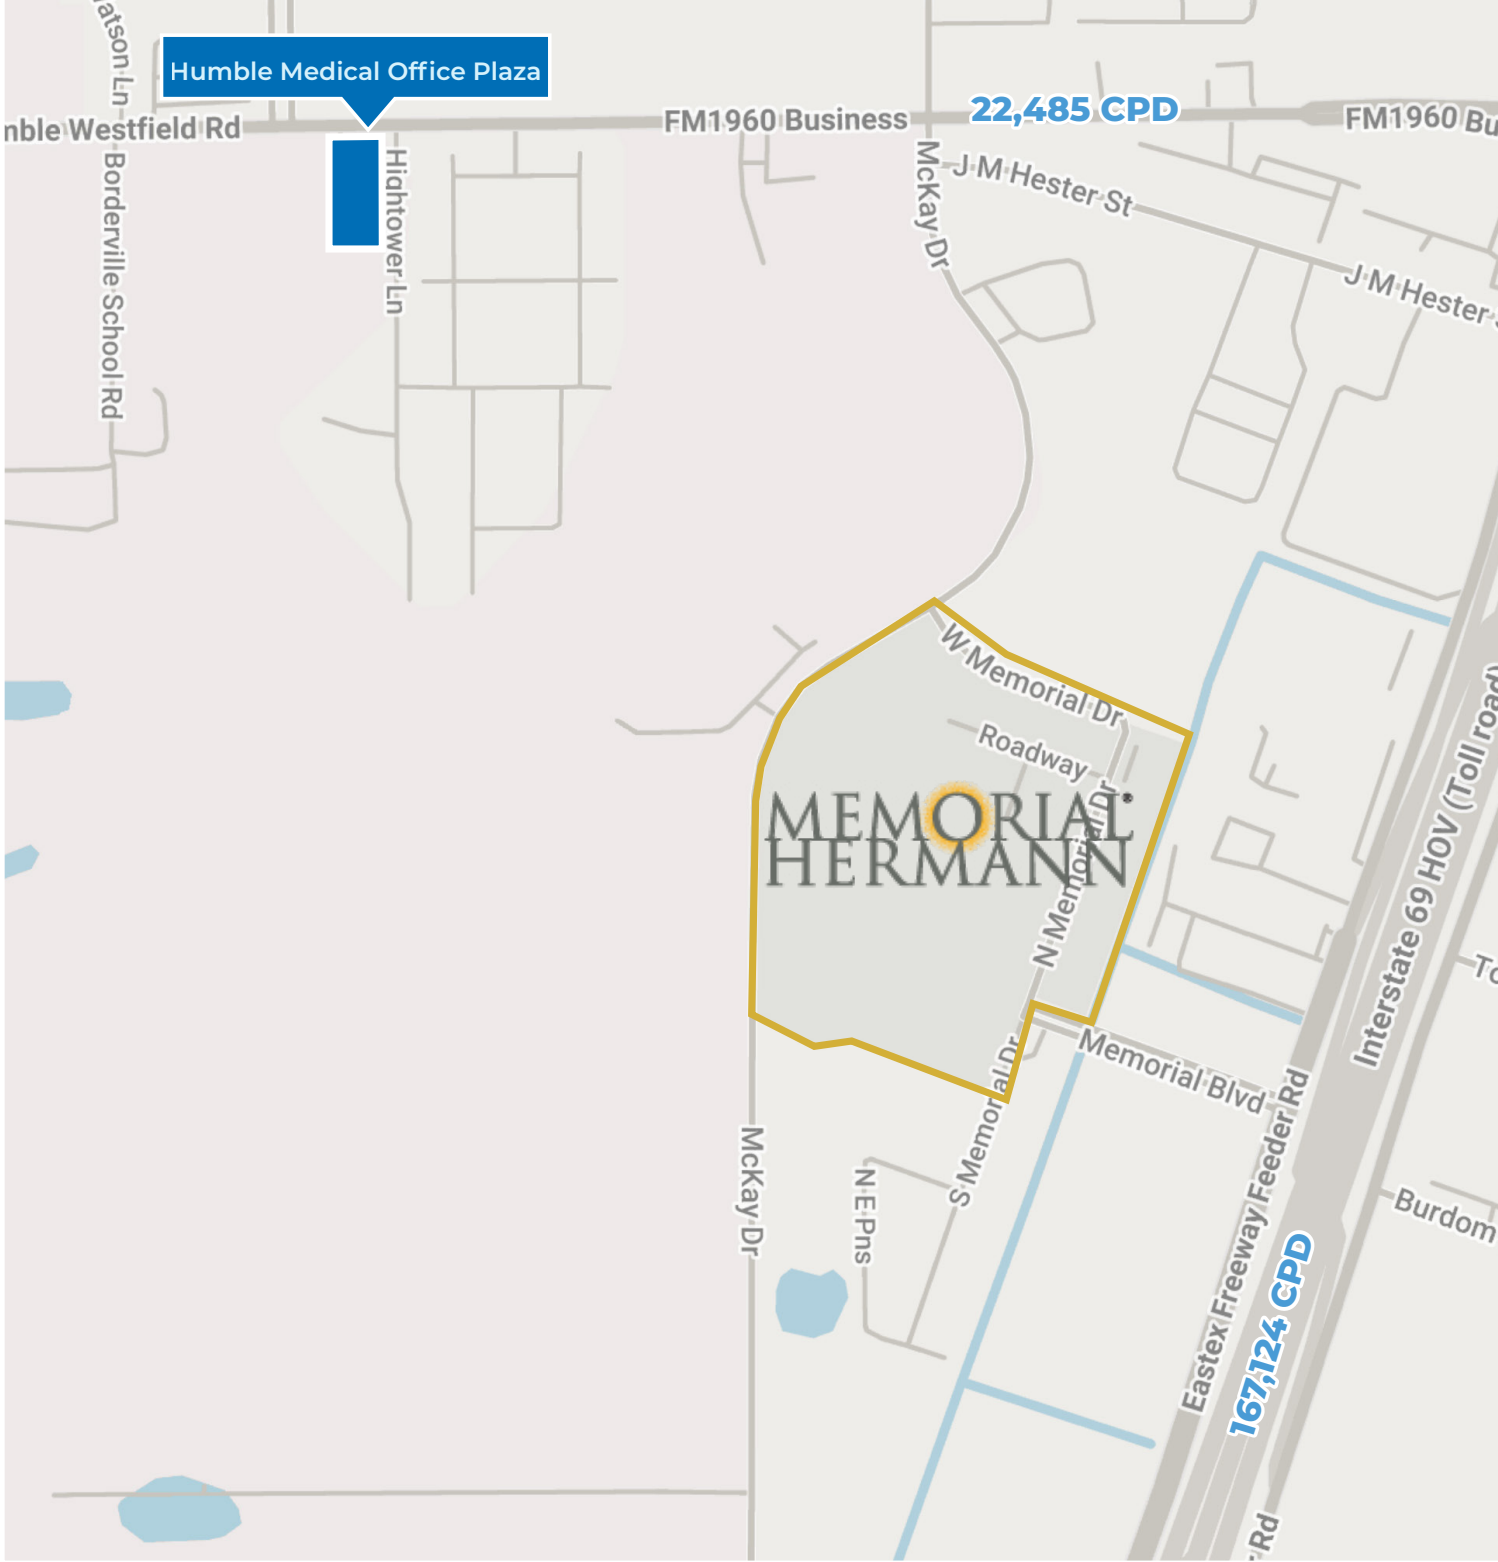 atson Ln
Humble Medical Office Plaza
mble Westfield Rd
FM1960 Business
22,485 CPD
FM1960 Bu
Borderville School Rd
Hightower Ln
McKay Dr
J M Hester St
J M Hester S
W Memorial Dr
Roadway
MEMORIAL
HERMANN
N Memorial Dr
Interstate 69 HOV (Toll road)
To
Memorial Blvd
S Memorial Dr
McKay Dr
N E Pns
Eastex Freeway Feeder Rd
Burdom
167,124 CPD
r Rd